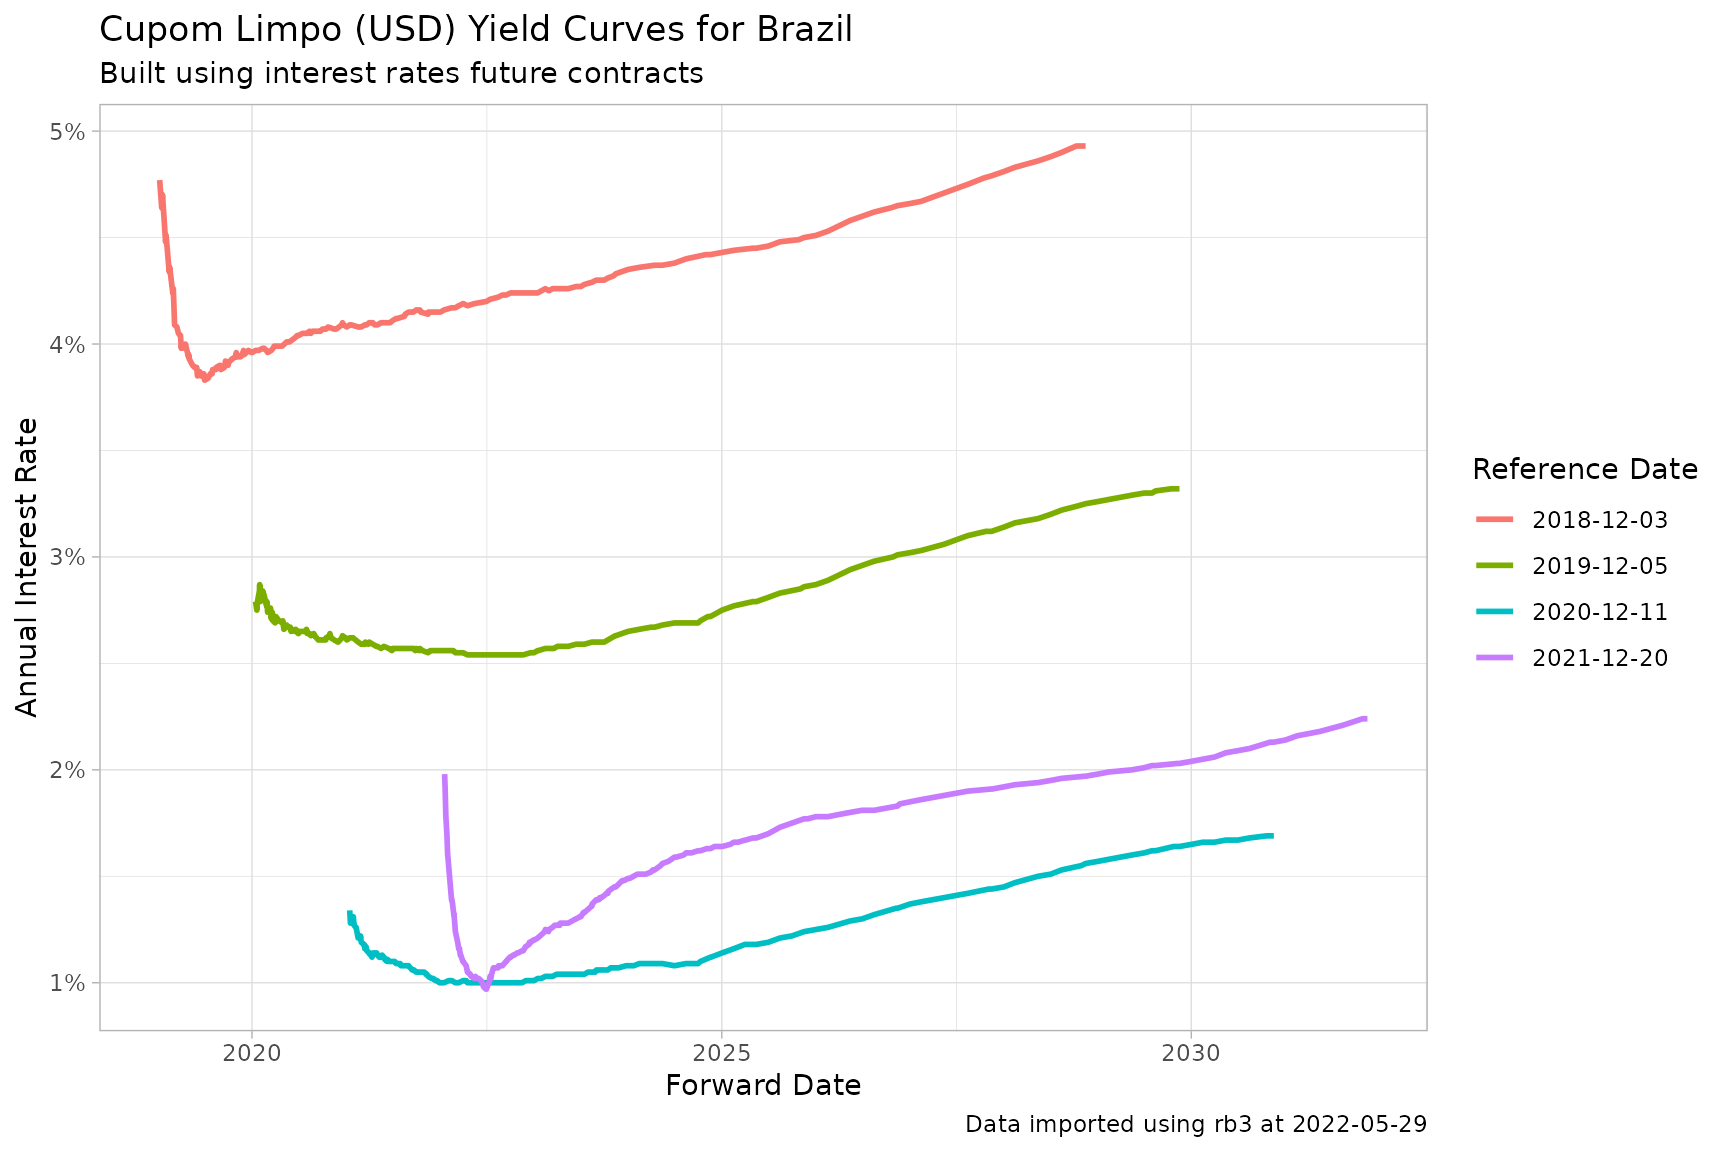 Cupom Limpo (USD) Yield Curves for Brazil
Built using interest rates future contracts
5%
4%
3%
2%
1%
Annual Interest Rate
2020
2025
2030
Forward Date
Reference Date
2018-12-03
2019-12-05
2020-12-11
2021-12-20
Data imported using rb3 at 2022-05-29